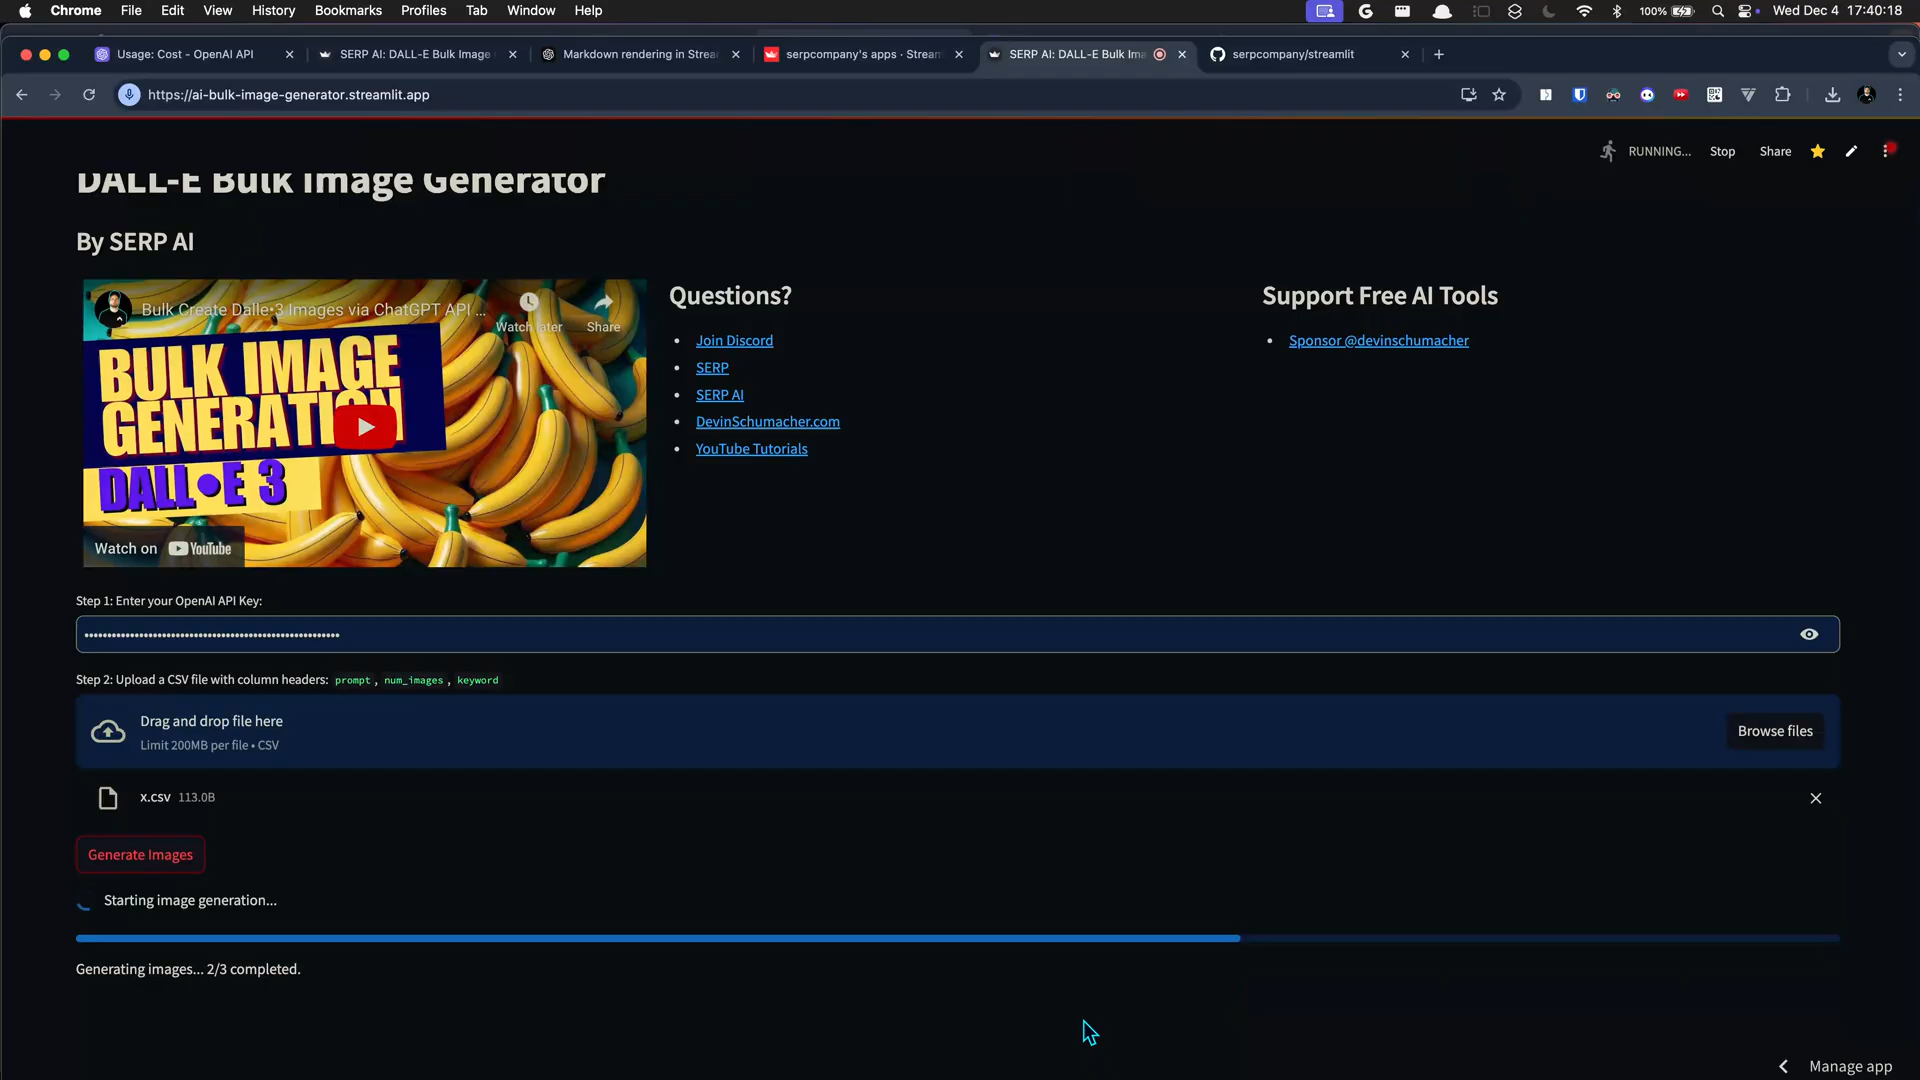 Chrome File Edit View History Bookmarks Profiles Tab Window Help 100% Wed Dec 4 17:40:18
Usage: Cost - OpenAI API SERP AI: DALL-E Bulk Image Markdown rendering in Strea serpcompany's apps · Stream SERP AI: DALL-E Bulk Ima serpcompany/streamlit
https://ai-bulk-image-generator.streamlit.app
RUNNING... Stop Share
DALL-E Bulk Image Generator
By SERP AI
Bulk Create Dalle•3 Images via ChatGPT API ...
Watch later Share
BULK IMAGE
GENERATION
DALL•E 3
Watch on YouTube
Questions?
Join Discord
SERP
SERP AI
DevinSchumacher.com
YouTube Tutorials
Support Free AI Tools
Sponsor @devinschumacher
Step 1: Enter your OpenAI API Key:
Step 2: Upload a CSV file with column headers: prompt , num_images , keyword
Drag and drop file here
Limit 200MB per file • CSV
Browse files
X.CSV 113.0B
Generate Images
Starting image generation...
Generating images... 2/3 completed.
Manage app